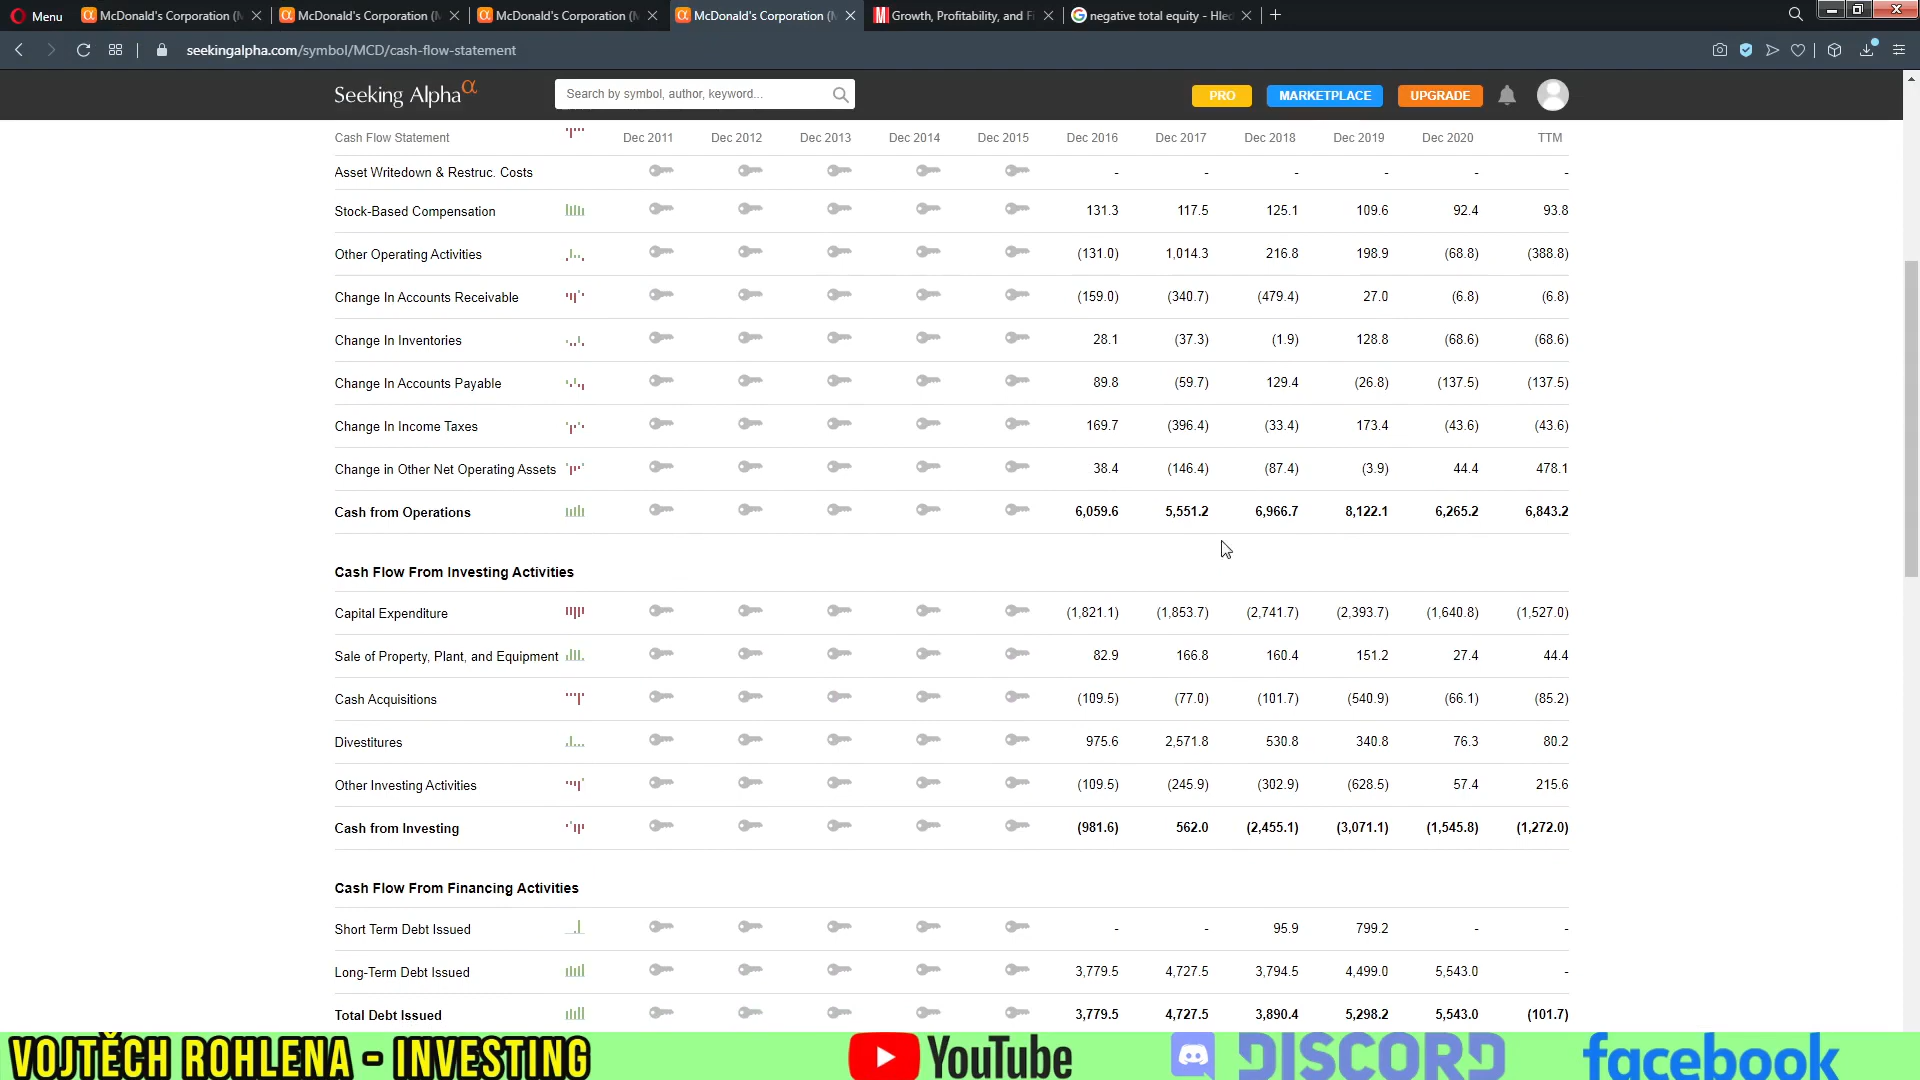 Menu McDonald's Corporation (M McDonald's Corporation (M McDonald's Corporation (M McDonald's Corporation (M Growth, Profitability, and Fi negative total equity - Hled
seekingalpha.com/symbol/MCD/cash-flow-statement
Seeking Alpha α Search by symbol, author, keyword... PRO MARKETPLACE UPGRADE
Cash Flow Statement Dec 2011 Dec 2012 Dec 2013 Dec 2014 Dec 2015 Dec 2016 Dec 2017 Dec 2018 Dec 2019 Dec 2020 TTM
Asset Writedown & Restruc. Costs - - - - - -
Stock-Based Compensation 131.3 117.5 125.1 109.6 92.4 93.8
Other Operating Activities (131.0) 1,014.3 216.8 198.9 (68.8) (388.8)
Change In Accounts Receivable (159.0) (340.7) (479.4) 27.0 (6.8) (6.8)
Change In Inventories 28.1 (37.3) (1.9) 128.8 (68.6) (68.6)
Change In Accounts Payable 89.8 (59.7) 129.4 (26.8) (137.5) (137.5)
Change In Income Taxes 169.7 (396.4) (33.4) 173.4 (43.6) (43.6)
Change in Other Net Operating Assets 38.4 (146.4) (87.4) (3.9) 44.4 478.1
Cash from Operations 6,059.6 5,551.2 6,966.7 8,122.1 6,265.2 6,843.2
Cash Flow From Investing Activities
Capital Expenditure (1,821.1) (1,853.7) (2,741.7) (2,393.7) (1,640.8) (1,527.0)
Sale of Property, Plant, and Equipment 82.9 166.8 160.4 151.2 27.4 44.4
Cash Acquisitions (109.5) (77.0) (101.7) (540.9) (66.1) (85.2)
Divestitures 975.6 2,571.8 530.8 340.8 76.3 80.2
Other Investing Activities (109.5) (245.9) (302.9) (628.5) 57.4 215.6
Cash from Investing (981.6) 562.0 (2,455.1) (3,071.1) (1,545.8) (1,272.0)
Cash Flow From Financing Activities
Short Term Debt Issued - - 95.9 799.2 - -
Long-Term Debt Issued 3,779.5 4,727.5 3,794.5 4,499.0 5,543.0 -
Total Debt Issued 3,779.5 4,727.5 3,890.4 5,298.2 5,543.0 (101.7)
VOJTĚCH ROHLENA - INVESTING YouTube DISCORD facebook